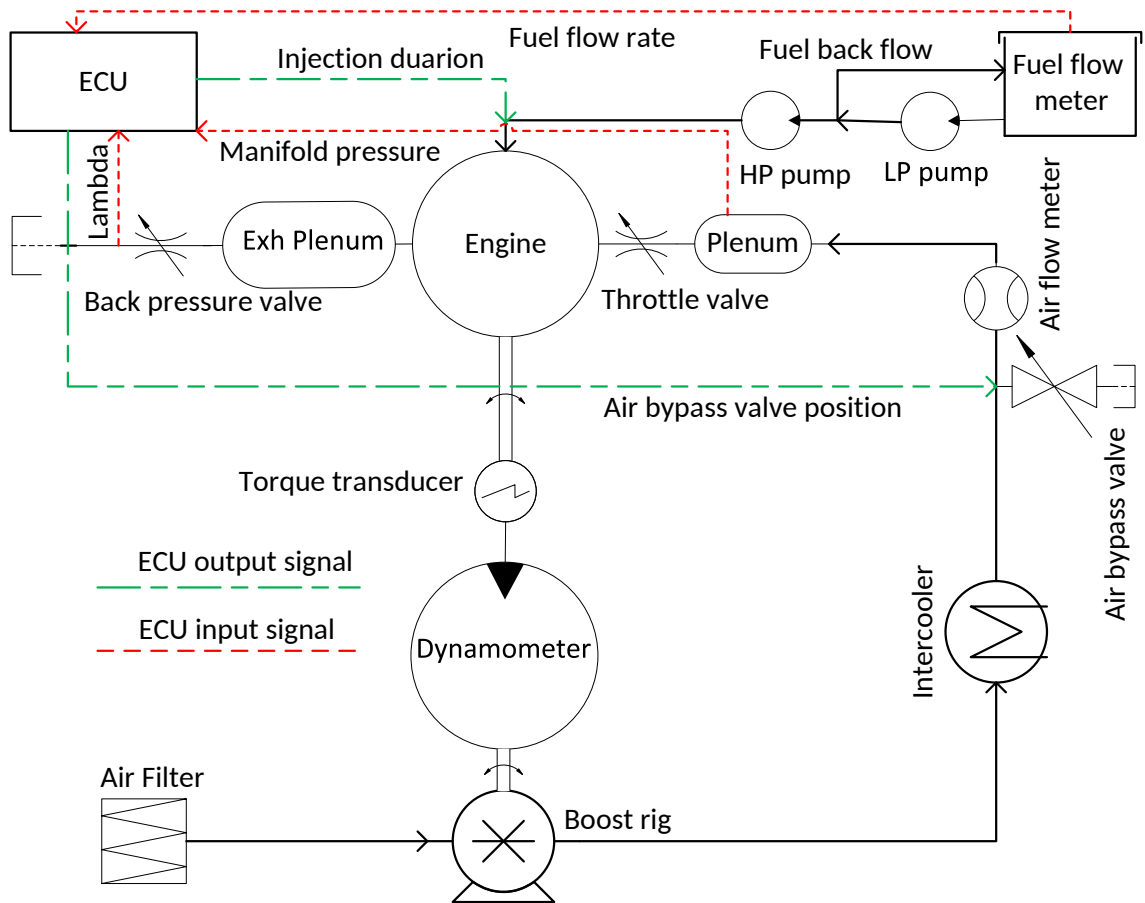 Fuel flow rate
Injection duarion
Fuel back flow
ECU
Fuel flow
meter
Manifold pressure
Lambda
HP pump
LP pump
Exh Plenum
Engine
Plenum
Air flow meter
Back pressure valve
Throttle valve
Air bypass valve position
Air bypass valve
Torque transducer
ECU output signal
ECU input signal
Intercooler
Dynamometer
Air Filter
Boost rig